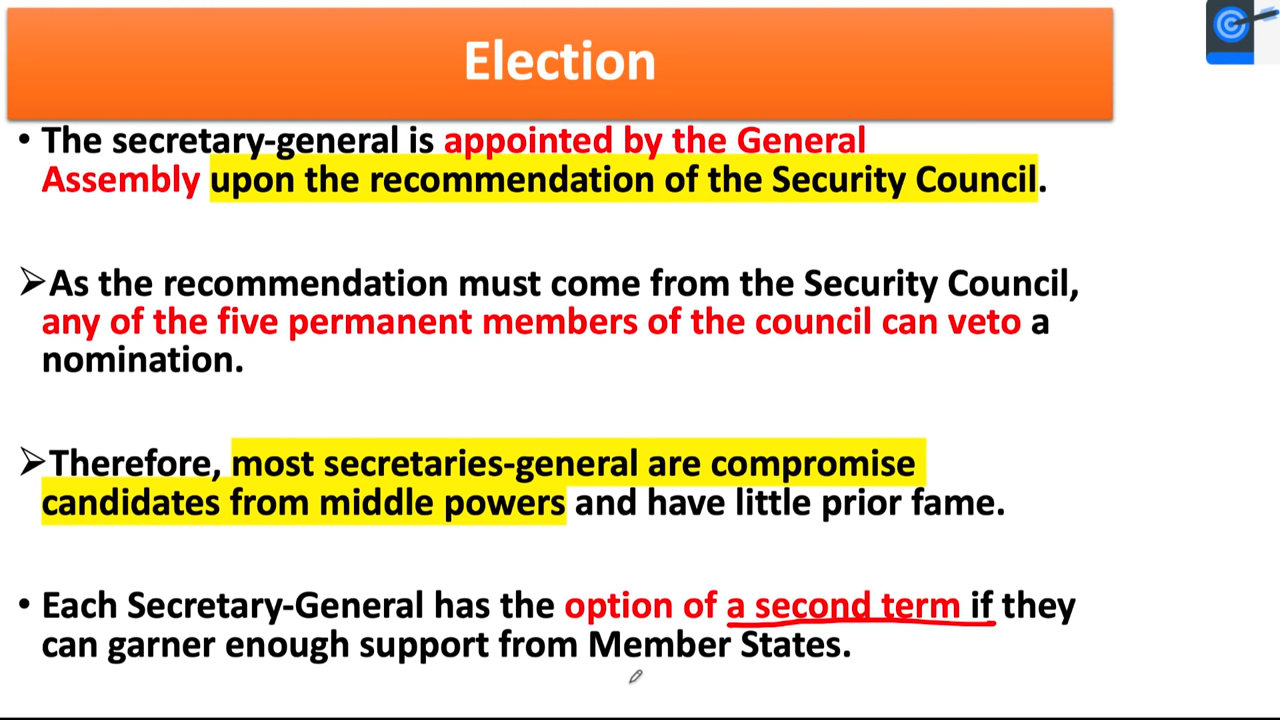 Election
• The secretary-general is appointed by the General
Assembly upon the recommendation of the Security Council.
➢As the recommendation must come from the Security Council,
any of the five permanent members of the council can veto a
nomination.
➢Therefore, most secretaries-general are compromise
candidates from middle powers and have little prior fame.
• Each Secretary-General has the option of a second term if they
can garner enough support from Member States.